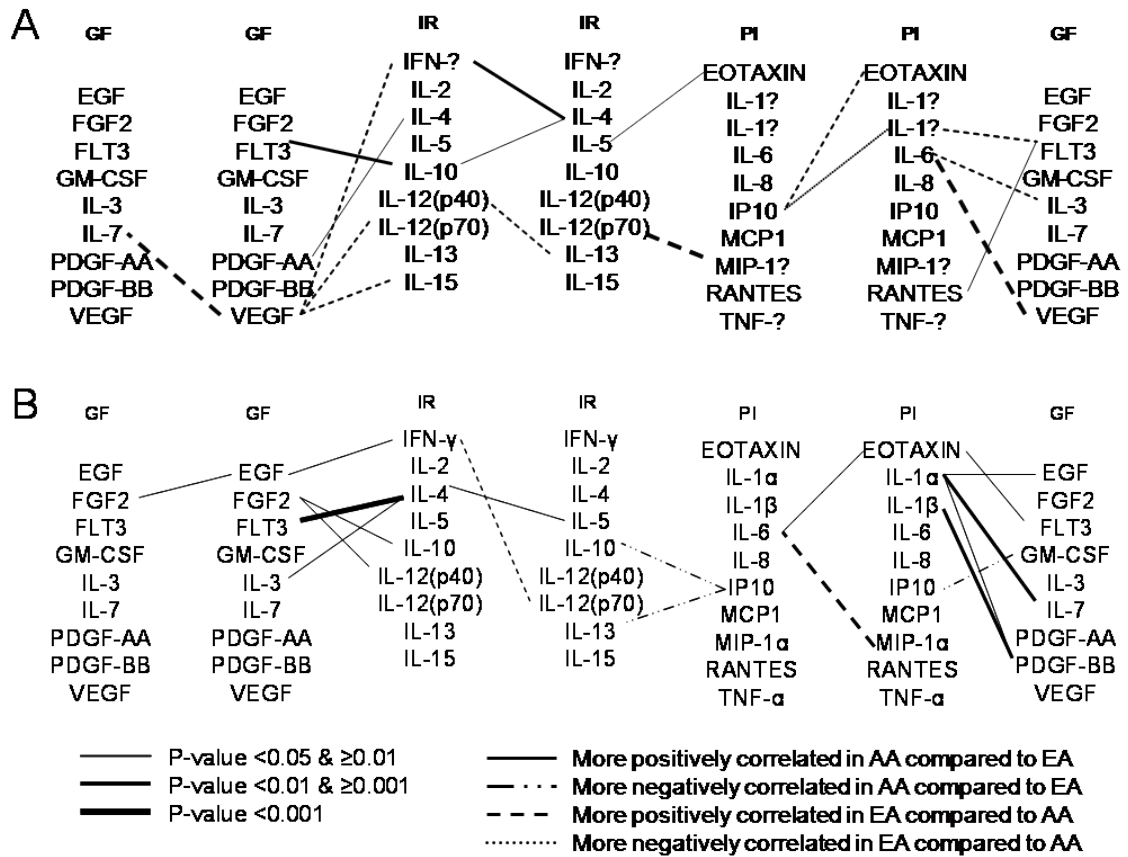 A
GF GF IR IR PI PI GF
EGF
FGF2
FLT3
GM-CSF
IL-3
IL-7
PDGF-AA
PDGF-BB
VEGF
EGF
FGF2
FLT3
GM-CSF
IL-3
IL-7
PDGF-AA
PDGF-BB
VEGF
IFN-?
IL-2
IL-4
IL-5
IL-10
IL-12(p40)
IL-12(p70)
IL-13
IL-15
IFN-?
IL-2
IL-4
IL-5
IL-10
IL-12(p40)
IL-12(p70)
IL-13
IL-15
EOTAXIN
IL-1?
IL-1?
IL-6
IL-8
IP10
MCP1
MIP-1?
RANTES
TNF-?
EOTAXIN
IL-1?
IL-1?
IL-6
IL-8
IP10
MCP1
MIP-1?
RANTES
TNF-?
EGF
FGF2
FLT3
GM-CSF
IL-3
IL-7
PDGF-AA
PDGF-BB
VEGF
B
GF GF IR IR PI PI GF
EGF
FGF2
FLT3
GM-CSF
IL-3
IL-7
PDGF-AA
PDGF-BB
VEGF
EGF
FGF2
FLT3
GM-CSF
IL-3
IL-7
PDGF-AA
PDGF-BB
VEGF
IFN-γ
IL-2
IL-4
IL-5
IL-10
IL-12(p40)
IL-12(p70)
IL-13
IL-15
IFN-γ
IL-2
IL-4
IL-5
IL-10
IL-12(p40)
IL-12(p70)
IL-13
IL-15
EOTAXIN
IL-1α
IL-1β
IL-6
IL-8
IP10
MCP1
MIP-1α
RANTES
TNF-α
EOTAXIN
IL-1α
IL-1β
IL-6
IL-8
IP10
MCP1
MIP-1α
RANTES
TNF-α
EGF
FGF2
FLT3
GM-CSF
IL-3
IL-7
PDGF-AA
PDGF-BB
VEGF
P-value <0.05 & ≥0.01
P-value <0.01 & ≥0.001
P-value <0.001
More positively correlated in AA compared to EA
More negatively correlated in AA compared to EA
More positively correlated in EA compared to AA
More negatively correlated in EA compared to AA